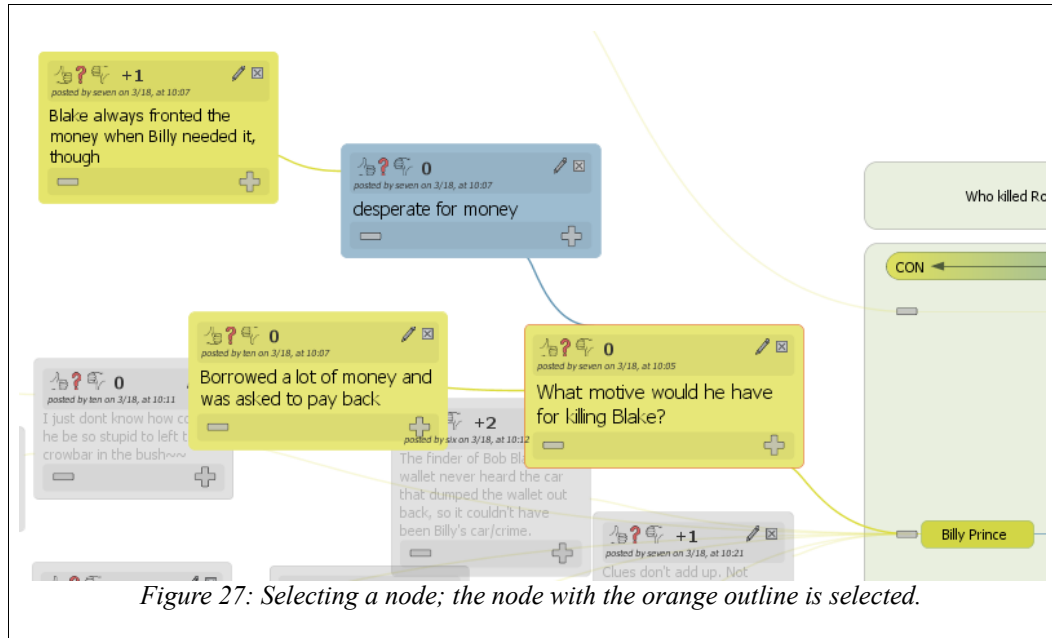 +1
posted by seven on 3/18, at 10:07
Blake always fronted the
money when Billy needed it,
though
0
posted by seven on 3/18, at 10:07
desperate for money
Who killed Ro
CON
0
posted by ten on 3/18, at 10:07
Borrowed a lot of money and
was asked to pay back
0
posted by seven on 3/18, at 10:05
What motive would he have
for killing Blake?
0
posted by ten on 3/18, at 10:11
I just dont know how co
he be so stupid to left t
crowbar in the bush~~
+2
posted by six on 3/18, at 10:12
The finder of Bob Bla
wallet never heard the car
that dumped the wallet out
back, so it couldn't have
been Billy's car/crime.
Billy Prince
+1
posted by seven on 3/18, at 10:21
Clues don't add up. Not
Figure 27: Selecting a node; the node with the orange outline is selected.